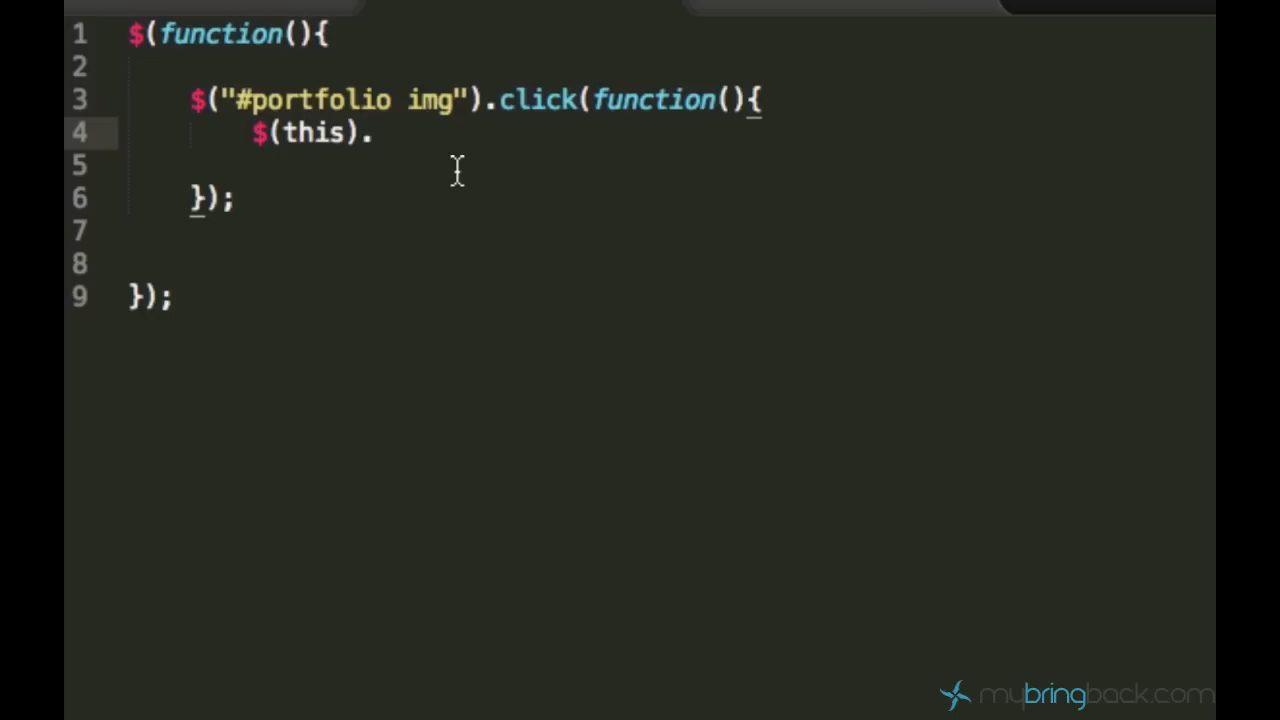 1 $(function(){
2
3 $("#portfolio img").click(function(){
4 $(this).
5
6 });
7
8
9 });
mybringback.com